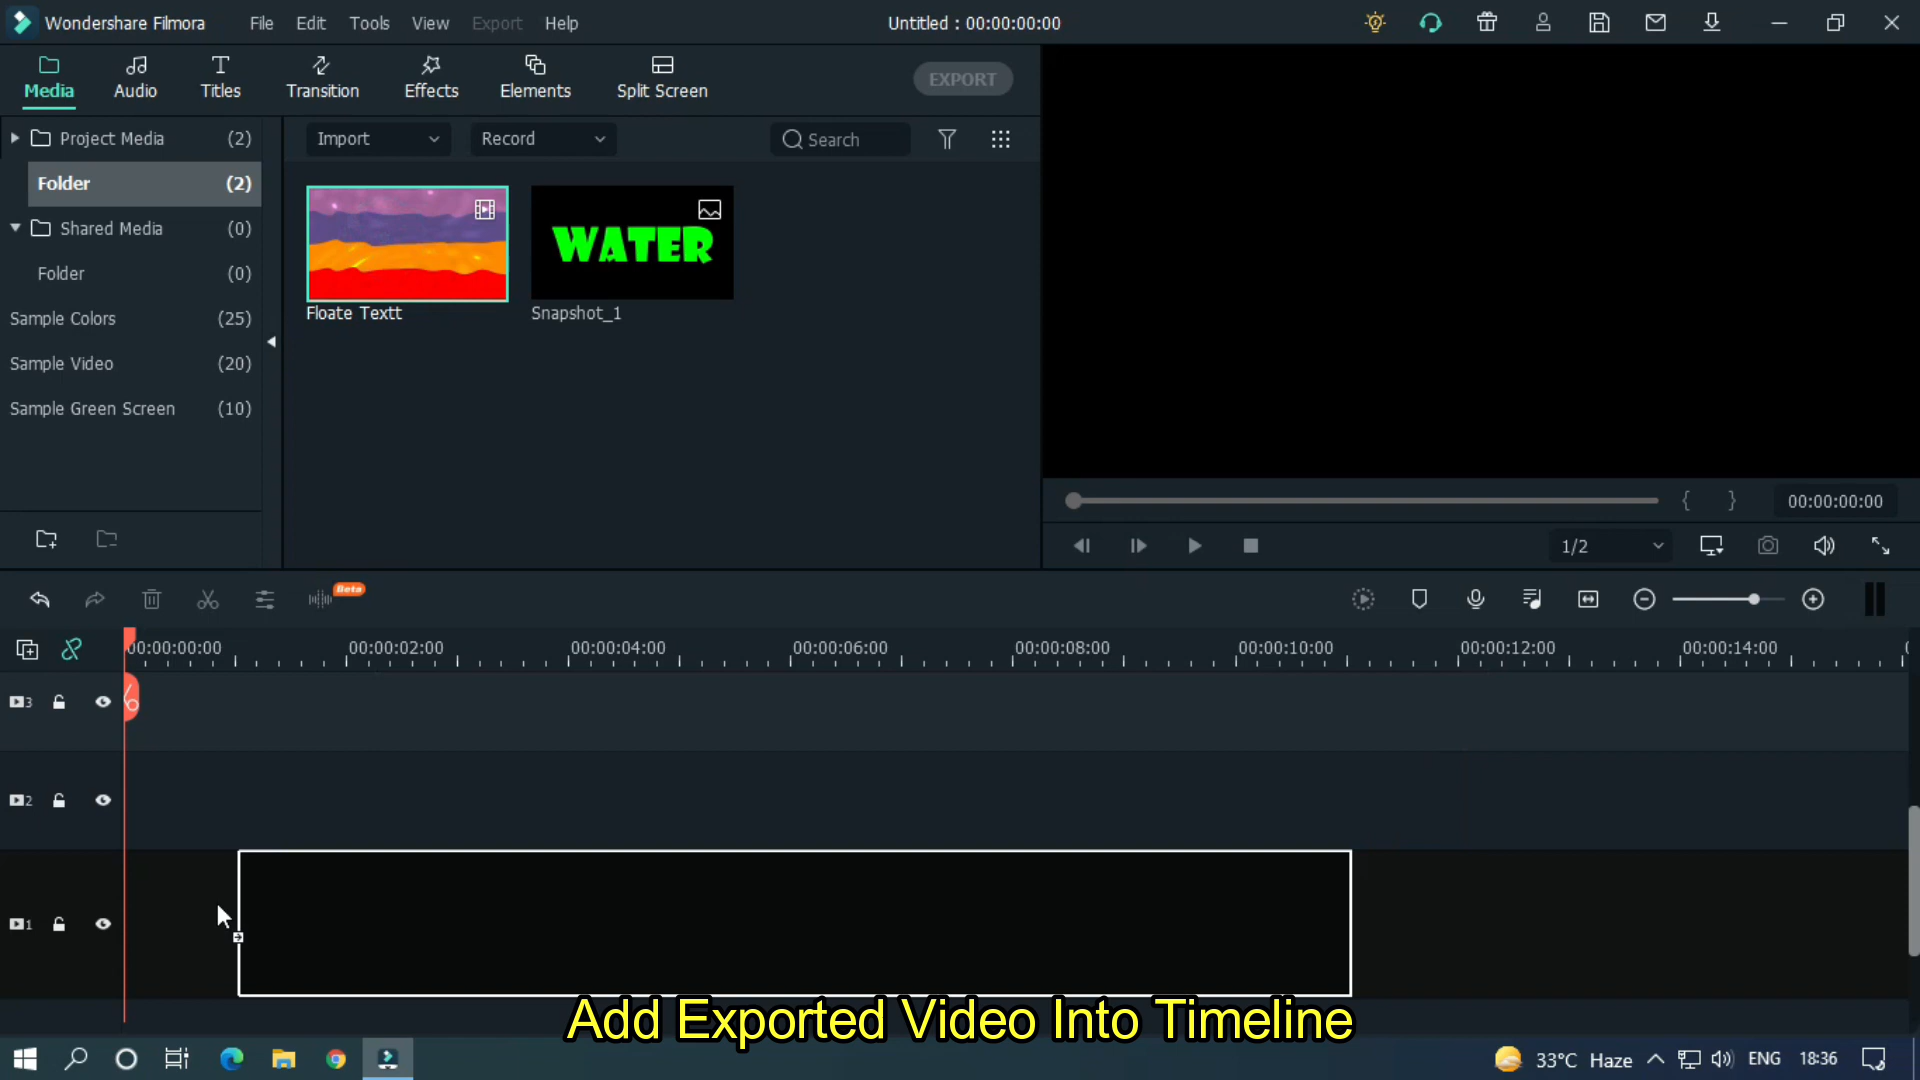 Wondershare Filmora File Edit Tools View Export Help Untitled : 00:00:00:00
Media Audio Titles Transition Effects Elements Split Screen EXPORT
Project Media (2)
Folder (2)
Shared Media (0)
Folder (0)
Sample Colors (25)
Sample Video (20)
Sample Green Screen (10)
Import Record Search
WATER
Floate Textt Snapshot_1
{ } 00:00:00:00
1/2
Beta
00:00:00:00 00:00:02:00 00:00:04:00 00:00:06:00 00:00:08:00 00:00:10:00 00:00:12:00 00:00:14:00
3
2
1
Add Exported Video Into Timeline
33°C Haze ENG 18:36